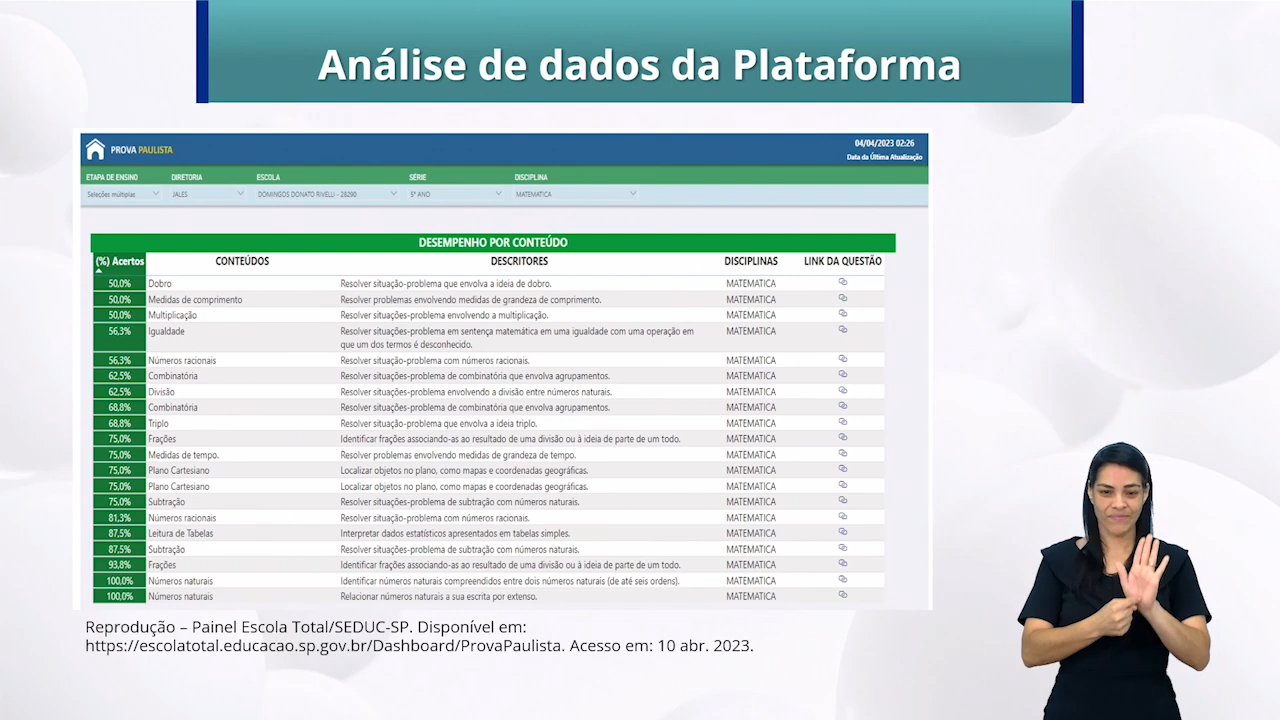 Análise de dados da Plataforma
PROVA PAULISTA
04/04/2023 02:26
Data da Última Atualização
ETAPA DE ENSINO DIRETORIA ESCOLA SÉRIE DISCIPLINA
Seleções múltiplas JALES DOMINGOS DONATO RIVELLI - 28290 5º ANO MATEMATICA
DESEMPENHO POR CONTEÚDO
(%) Acertos CONTEÚDOS DESCRITORES DISCIPLINAS LINK DA QUESTÃO
50,0% Dobro Resolver situação-problema que envolva a ideia de dobro. MATEMATICA
50,0% Medidas de comprimento Resolver problemas envolvendo medidas de grandeza de comprimento. MATEMATICA
50,0% Multiplicação Resolver situações-problema envolvendo a multiplicação. MATEMATICA
56,3% Igualdade Resolver situações-problema em sentença matemática em uma igualdade com uma operação em MATEMATICA
que um dos termos é desconhecido.
56,3% Números racionais Resolver situação-problema com números racionais. MATEMATICA
62,5% Combinatória Resolver situações-problema de combinatória que envolva agrupamentos. MATEMATICA
62,5% Divisão Resolver situações-problema envolvendo a divisão entre números naturais. MATEMATICA
68,8% Combinatória Resolver situações-problema de combinatória que envolva agrupamentos. MATEMATICA
68,8% Triplo Resolver situação-problema que envolva a ideia triplo. MATEMATICA
75,0% Frações Identificar frações associando-as ao resultado de uma divisão ou à ideia de parte de um todo. MATEMATICA
75,0% Medidas de tempo. Resolver problemas envolvendo medidas de grandeza de tempo. MATEMATICA
75,0% Plano Cartesiano Localizar objetos no plano, como mapas e coordenadas geográficas. MATEMATICA
75,0% Plano Cartesiano Localizar objetos no plano, como mapas e coordenadas geográficas. MATEMATICA
75,0% Subtração Resolver situações-problema de subtração com números naturais. MATEMATICA
81,3% Números racionais Resolver situação-problema com números racionais. MATEMATICA
87,5% Leitura de Tabelas Interpretar dados estatísticos apresentados em tabelas simples. MATEMATICA
87,5% Subtração Resolver situações-problema de subtração com números naturais. MATEMATICA
93,8% Frações Identificar frações associando-as ao resultado de uma divisão ou à ideia de parte de um todo. MATEMATICA
100,0% Números naturais Identificar números naturais compreendidos entre dois números naturais (de até seis ordens). MATEMATICA
100,0% Números naturais Relacionar números naturais a sua escrita por extenso. MATEMATICA
Reprodução – Painel Escola Total/SEDUC-SP. Disponível em:
https://escolatotal.educacao.sp.gov.br/Dashboard/ProvaPaulista. Acesso em: 10 abr. 2023.